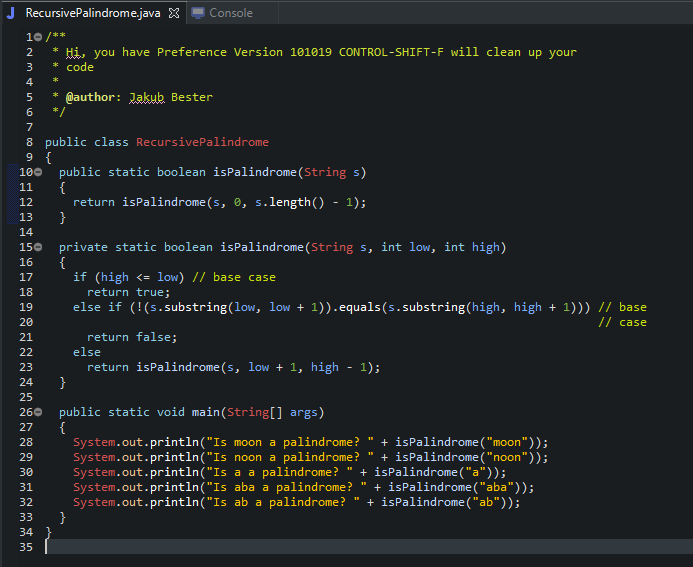 RecursivePalindrome.java Console
1 /**
2  * Hi, you have Preference Version 101019 CONTROL-SHIFT-F will clean up your
3  * code
4  *
5  * @author: Jakub Bester
6  */
7
8 public class RecursivePalindrome
9 {
10   public static boolean isPalindrome(String s)
11   {
12     return isPalindrome(s, 0, s.length() - 1);
13   }
14
15   private static boolean isPalindrome(String s, int low, int high)
16   {
17     if (high <= low) // base case
18       return true;
19     else if (!(s.substring(low, low + 1)).equals(s.substring(high, high + 1))) // base
20                                                                                // case
21       return false;
22     else
23       return isPalindrome(s, low + 1, high - 1);
24   }
25
26   public static void main(String[] args)
27   {
28     System.out.println("Is moon a palindrome? " + isPalindrome("moon"));
29     System.out.println("Is noon a palindrome? " + isPalindrome("noon"));
30     System.out.println("Is a a palindrome? " + isPalindrome("a"));
31     System.out.println("Is aba a palindrome? " + isPalindrome("aba"));
32     System.out.println("Is ab a palindrome? " + isPalindrome("ab"));
33   }
34 }
35